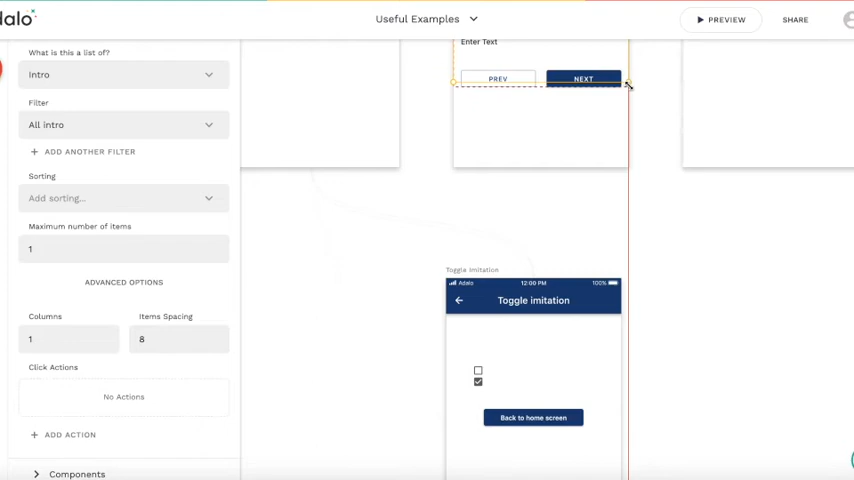 adalo
Useful Examples
PREVIEW
SHARE
What is this a list of?
Intro
Filter
All intro
+ ADD ANOTHER FILTER
Sorting
Add sorting...
Maximum number of items
1
ADVANCED OPTIONS
Columns
Items Spacing
1
8
Click Actions
No Actions
+ ADD ACTION
Components
Enter Text
PREV
NEXT
Toggle Imitation
Adalo
12:00 PM
100%
Toggle imitation
Back to home screen